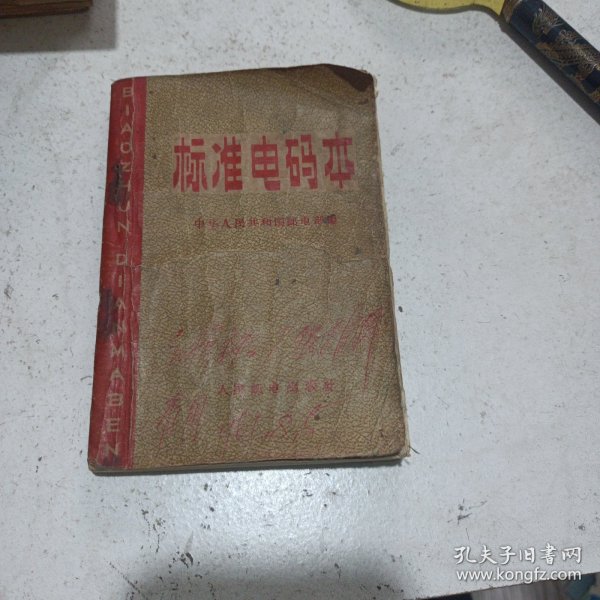 标准电码本
中华人民共和国邮电部编
人民邮电出版社
BIAOZHUN DIANMABEN
孔夫子旧书网
www.kongfz.com